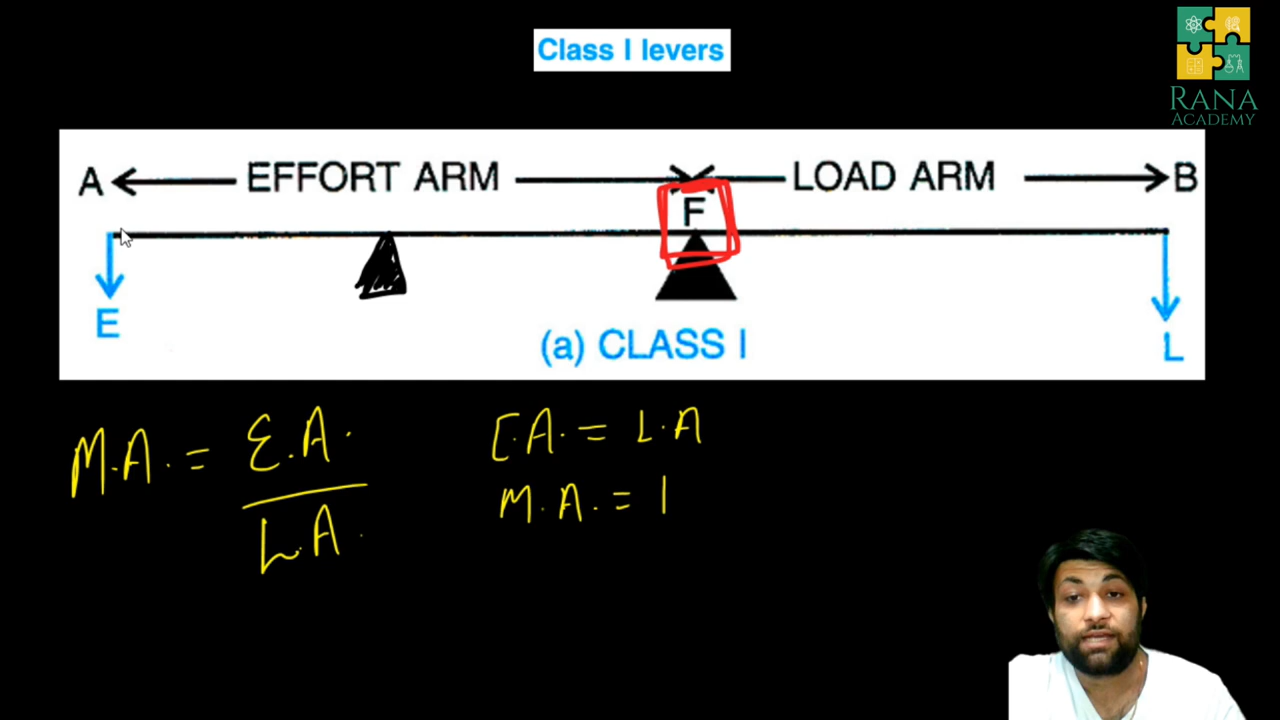 Class I levers
RANA
ACADEMY
A EFFORT ARM LOAD ARM B
F
E
L
(a) CLASS I
M.A. = E.A.
L.A.
E.A. = L.A
M.A. = 1